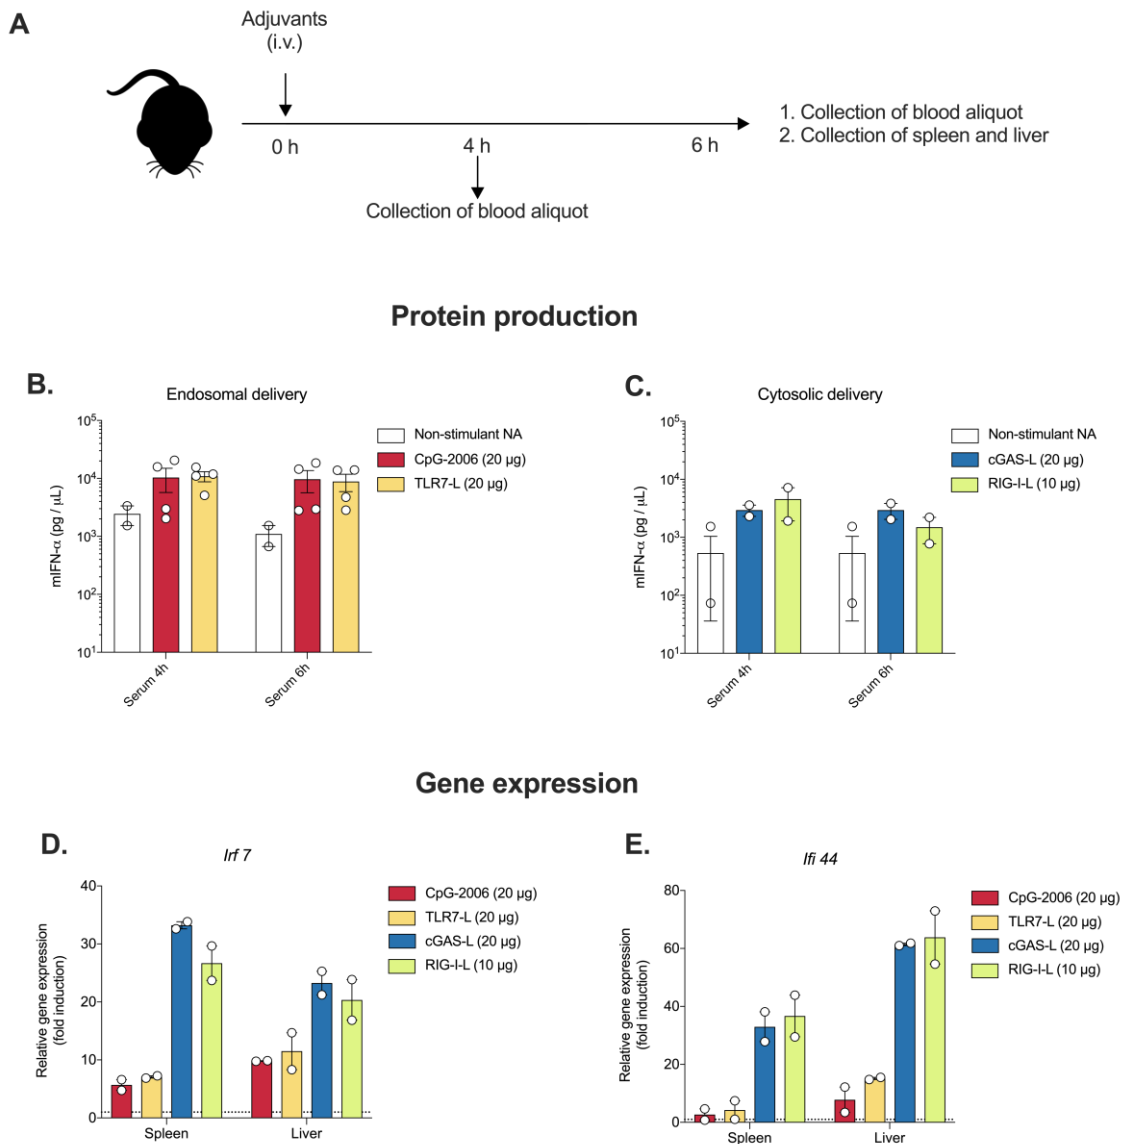 A
Adjuvants
(i.v.)
0 h
4 h
6 h
1. Collection of blood aliquot
2. Collection of spleen and liver
Collection of blood aliquot
Protein production
B.
Endosomal delivery
mIFN-α (pg / μL)
10⁵
10⁴
10³
10²
10¹
Serum 4h
Serum 6h
Non-stimulant NA
CpG-2006 (20 μg)
TLR7-L (20 μg)
C.
Cytosolic delivery
mIFN-α (pg / μL)
10⁵
10⁴
10³
10²
10¹
Serum 4h
Serum 6h
Non-stimulant NA
cGAS-L (20 μg)
RIG-I-L (10 μg)
Gene expression
D.
Irf 7
Relative gene expression
(fold induction)
40
30
20
10
0
Spleen
Liver
CpG-2006 (20 μg)
TLR7-L (20 μg)
cGAS-L (20 μg)
RIG-I-L (10 μg)
E.
Ifi 44
Relative gene expression
(fold induction)
80
60
40
20
0
Spleen
Liver
CpG-2006 (20 μg)
TLR7-L (20 μg)
cGAS-L (20 μg)
RIG-I-L (10 μg)